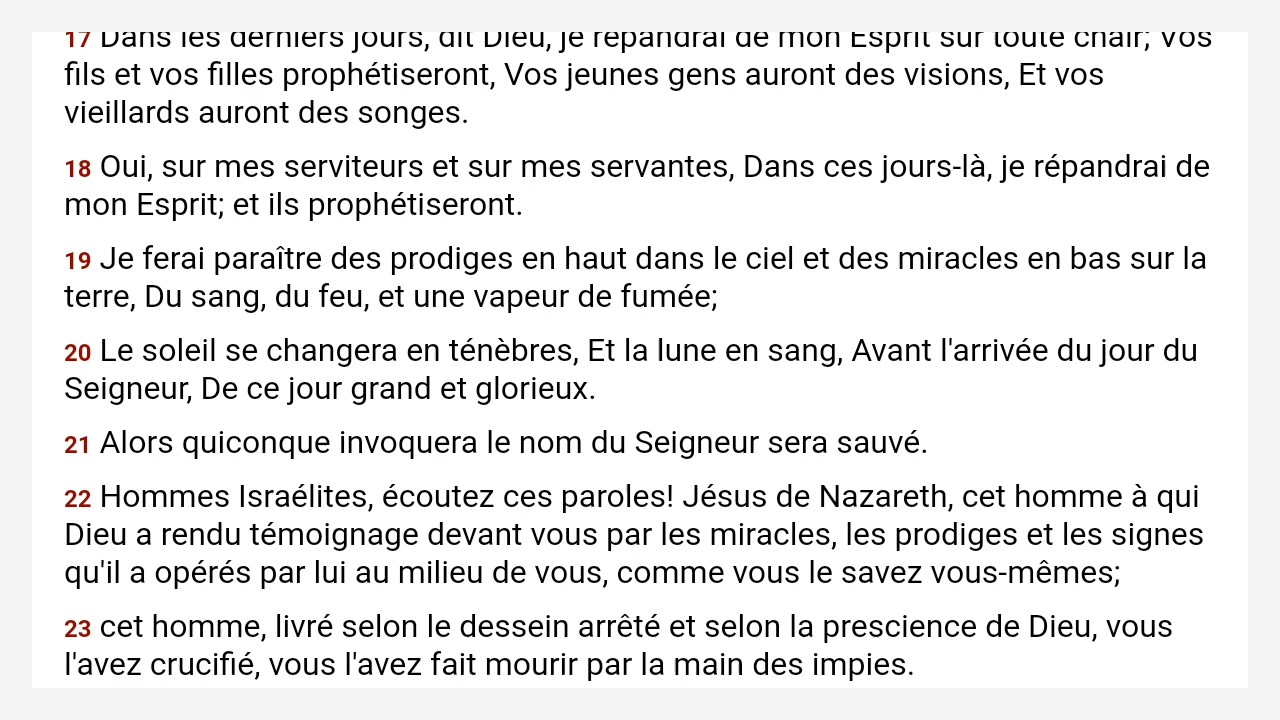 17 Dans les derniers jours, dit Dieu, je répandrai de mon Esprit sur toute chair; Vos
fils et vos filles prophétiseront, Vos jeunes gens auront des visions, Et vos
vieillards auront des songes.
18 Oui, sur mes serviteurs et sur mes servantes, Dans ces jours-là, je répandrai de
mon Esprit; et ils prophétiseront.
19 Je ferai paraître des prodiges en haut dans le ciel et des miracles en bas sur la
terre, Du sang, du feu, et une vapeur de fumée;
20 Le soleil se changera en ténèbres, Et la lune en sang, Avant l'arrivée du jour du
Seigneur, De ce jour grand et glorieux.
21 Alors quiconque invoquera le nom du Seigneur sera sauvé.
22 Hommes Israélites, écoutez ces paroles! Jésus de Nazareth, cet homme à qui
Dieu a rendu témoignage devant vous par les miracles, les prodiges et les signes
qu'il a opérés par lui au milieu de vous, comme vous le savez vous-mêmes;
23 cet homme, livré selon le dessein arrêté et selon la prescience de Dieu, vous
l'avez crucifié, vous l'avez fait mourir par la main des impies.